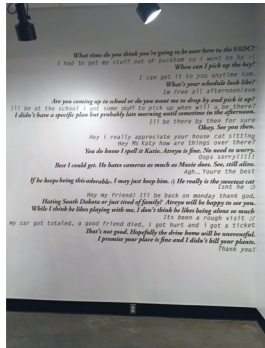 What time do you think you're going to be over here to the VADC?
I had to get my stuff out of burkham so i wont be by :(
When can I pick up the key?
I can get it to you anytime tom.
What's your schedule look like?
Im free all afternoon/eve
Are you coming up to school or do you want me to drop by and pick it up?
Ill be at the school i got some stuff to pick up when will u be there?
I didn't have a specific plan but probably late morning until sometime in the afternoon.
Ill be there by then for sure
Okay. See you then.
Hey i really appreciate your house cat sitting
Hey Ms Katy how are things over there?
You do know I spell it Katie. Atreyu is fine. No need to worry.
Oops sorry!!!!
Best I could get. He hates cameras as much as Moxie does. See, still alive.
Agh..Youre the best
If he keeps being this adorable, I may just keep him. :) He really is the sweetest cat
Isnt he :)
Hey my friend! Ill be back on monday thank god.
Hating South Dakota or just tired of family? Atreyu will be happy to see you.
While I think he likes playing with me, I don't think he likes being alone so much
Its been a rough visit :/
my car got totaled, a good friend died, i got hurt and i got a ticket
That's not good. Hopefully the drive home will be uneventful.
I promise your place is fine and I didn't kill your plants.
Thank you!